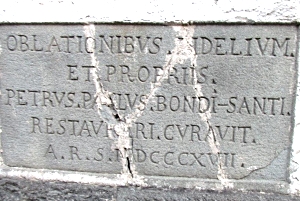 OBLATIONIBVS FIDELIVM.
ET PROPRIIS.
PETRVS. PAVLVS. BONDI-SANTI.
RESTAVRARI. CVRAVIT.
A. R. S. MDCCCXVII.